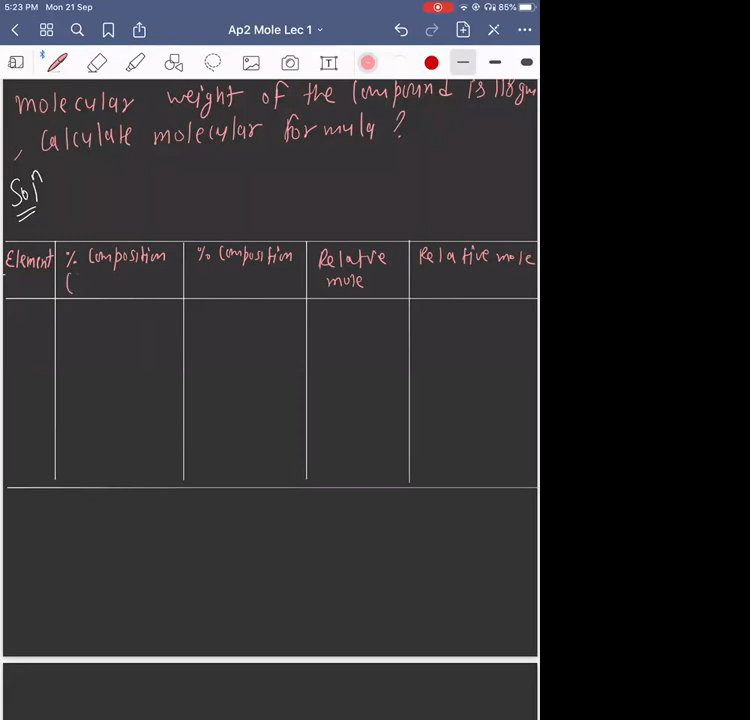 5:23 PM Mon 21 Sep
85%
Ap2 Mole Lec 1
T
molecular weight of the compound is 118gm
, calculate molecular formula ?
Solⁿ
Element
% Composition
(
% Composition
Relative
mole
Relative mole